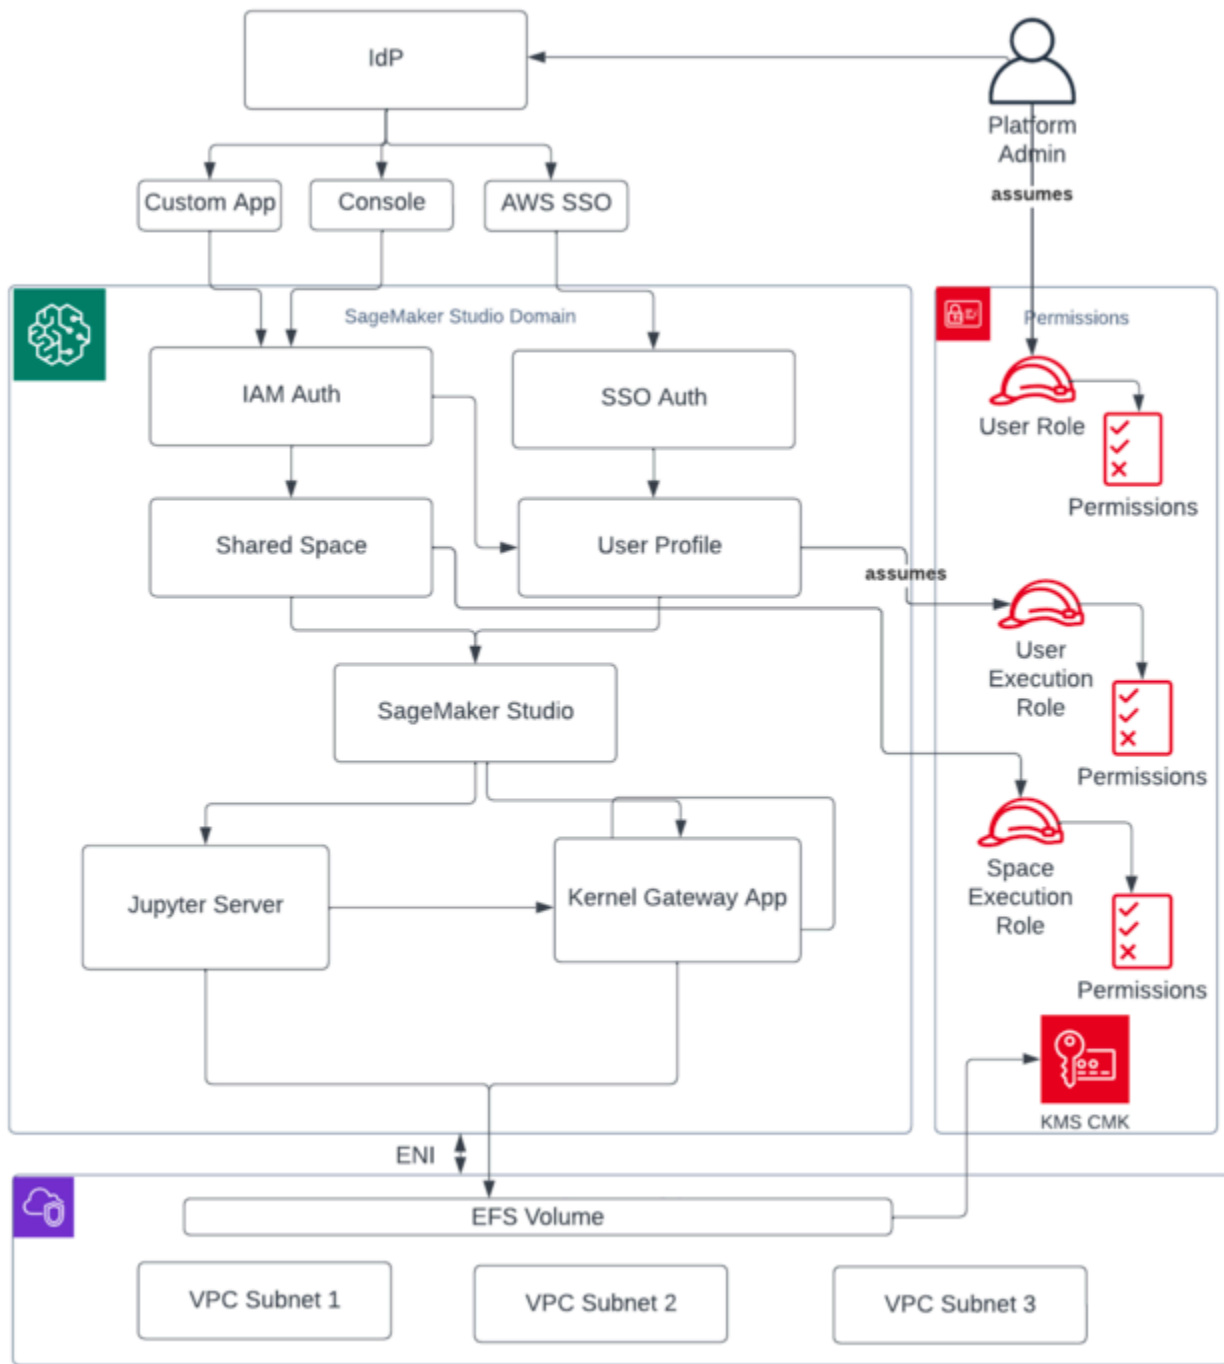 IdP
Platform
Admin
assumes
Custom App
Console
AWS SSO
SageMaker Studio Domain
Permissions
IAM Auth
SSO Auth
User Role
Permissions
Shared Space
User Profile
assumes
User
Execution
Role
Permissions
SageMaker Studio
Jupyter Server
Kernel Gateway App
Space
Execution
Role
Permissions
KMS CMK
ENI
EFS Volume
VPC Subnet 1
VPC Subnet 2
VPC Subnet 3